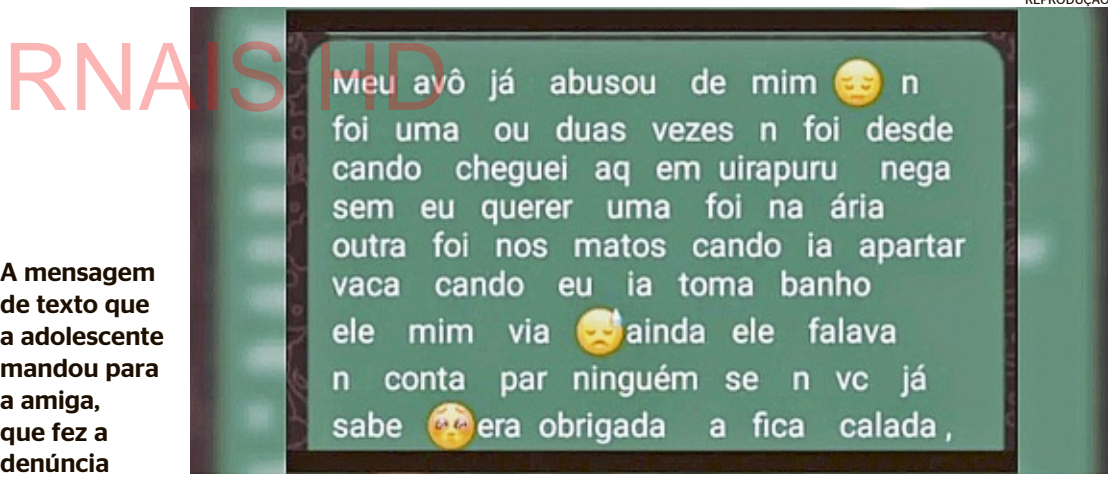 REPRODUÇÃO
RNAIS HD
Meu avô já abusou de mim 😔 n
foi uma ou duas vezes n foi desde
cando cheguei aq em uirapuru nega
sem eu querer uma foi na ária
outra foi nos matos cando ia apartar
vaca cando eu ia toma banho
ele mim via 😓ainda ele falava
n conta par ninguém se n vc já
sabe 🥺era obrigada a fica calada,
A mensagem
de texto que
a adolescente
mandou para
a amiga,
que fez a
denúncia